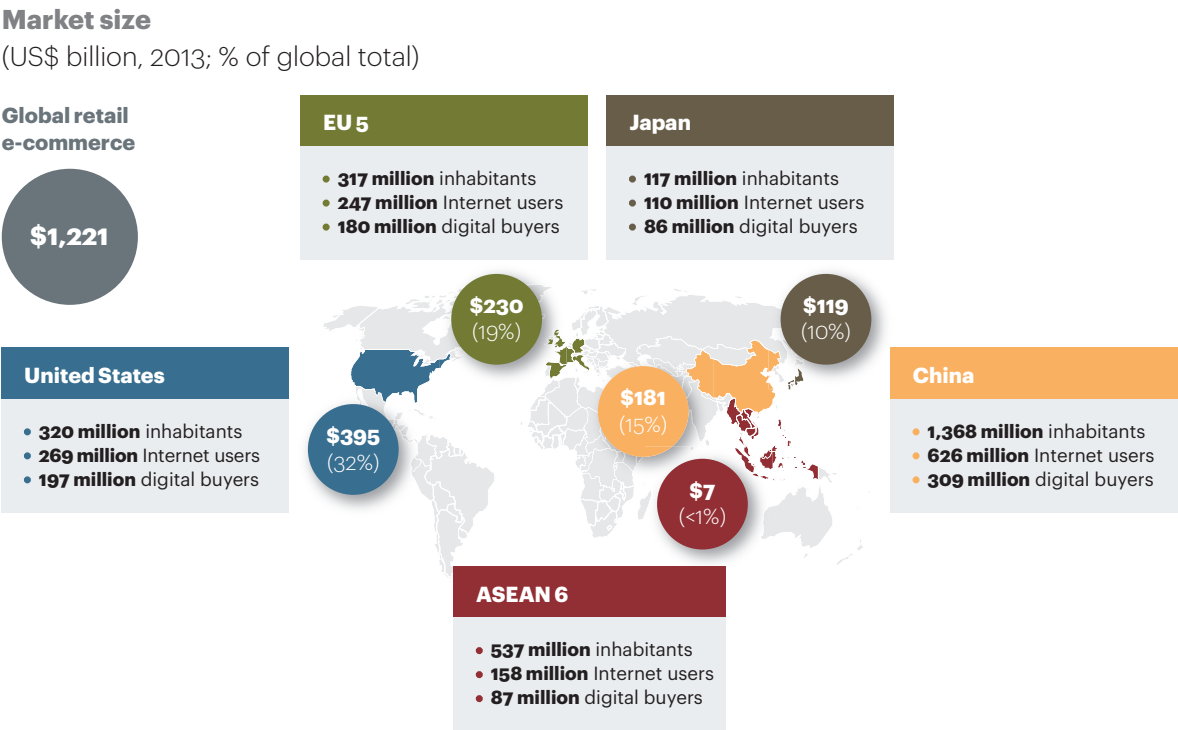 Market size
(US$ billion, 2013; % of global total)
Global retail
e-commerce
$1,221
EU 5
• 317 million inhabitants
• 247 million Internet users
• 180 million digital buyers
Japan
• 117 million inhabitants
• 110 million Internet users
• 86 million digital buyers
$230
(19%)
$119
(10%)
United States
• 320 million inhabitants
• 269 million Internet users
• 197 million digital buyers
$395
(32%)
$181
(15%)
China
• 1,368 million inhabitants
• 626 million Internet users
• 309 million digital buyers
$7
(<1%)
ASEAN 6
• 537 million inhabitants
• 158 million Internet users
• 87 million digital buyers